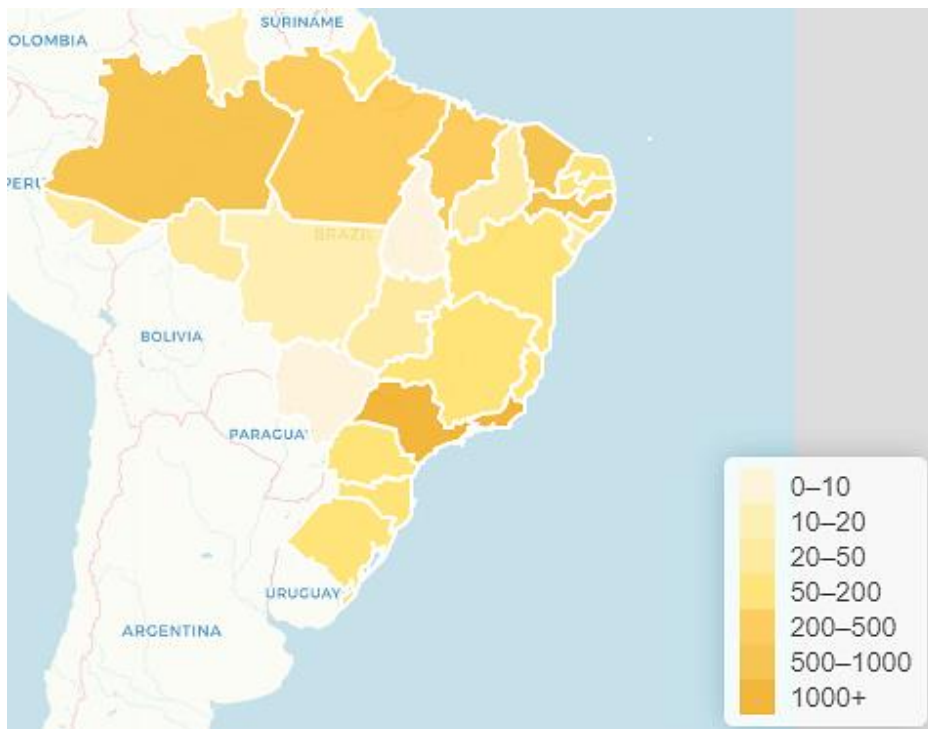 SURINAME
OLOMBIA
PERU
BRAZIL
BOLIVIA
PARAGUA
URUGUAY
ARGENTINA
0–10
10–20
20–50
50–200
200–500
500–1000
1000+